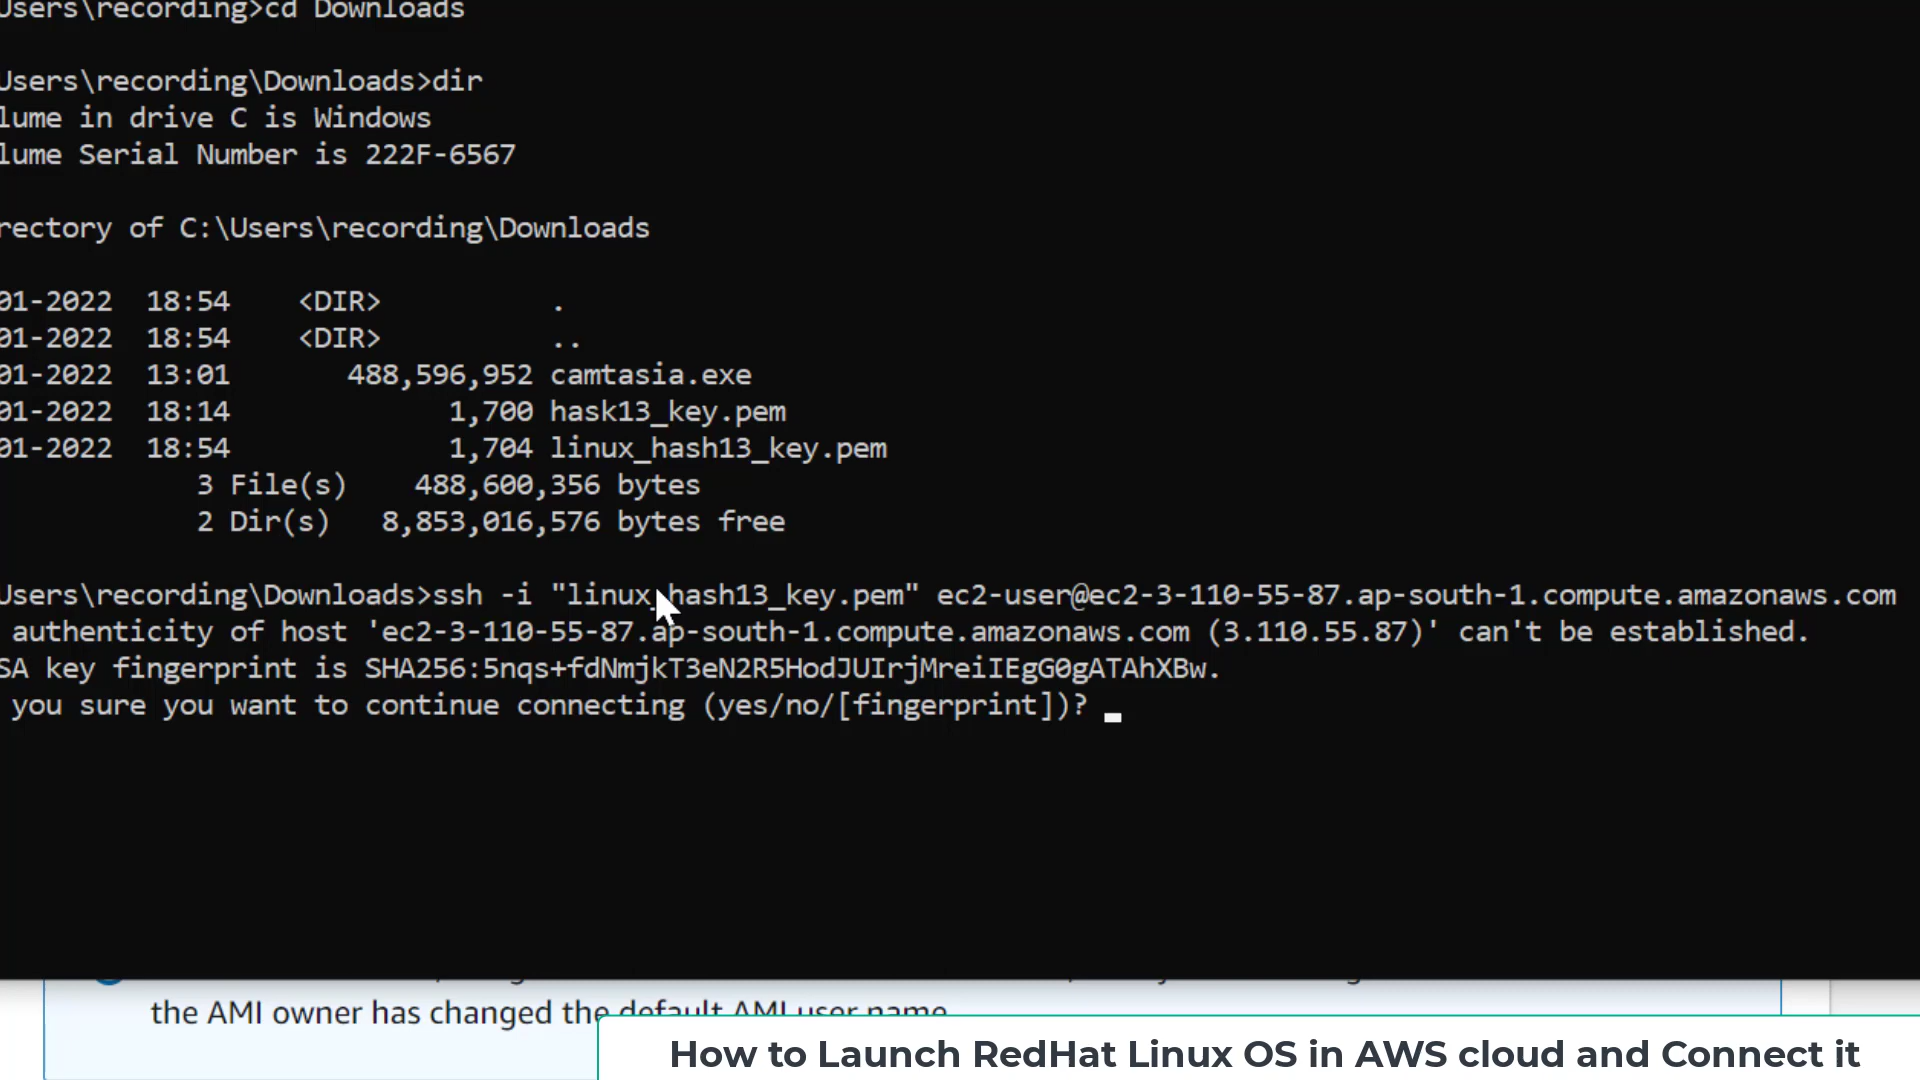 Users\recording>cd Downloads
Users\recording\Downloads>dir
lume in drive C is Windows
lume Serial Number is 222F-6567
rectory of C:\Users\recording\Downloads
01-2022  18:54    <DIR>          .
01-2022  18:54    <DIR>          ..
01-2022  13:01       488,596,952 camtasia.exe
01-2022  18:14             1,700 hask13_key.pem
01-2022  18:54             1,704 linux_hash13_key.pem
3 File(s)    488,600,356 bytes
2 Dir(s)   8,853,016,576 bytes free
Users\recording\Downloads>ssh -i "linux_hash13_key.pem" ec2-user@ec2-3-110-55-87.ap-south-1.compute.amazonaws.com
authenticity of host 'ec2-3-110-55-87.ap-south-1.compute.amazonaws.com (3.110.55.87)' can't be established.
SA key fingerprint is SHA256:5nqs+fdNmjkT3eN2R5HodJUIrjMreiIEgG0gATAhXBw.
you sure you want to continue connecting (yes/no/[fingerprint])?
the AMI owner has changed the default AMI user name
How to Launch RedHat Linux OS in AWS cloud and Connect it